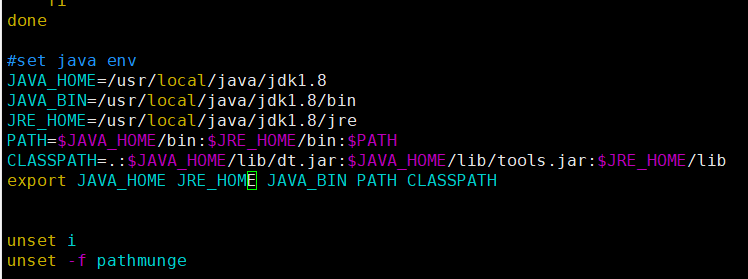 fi
done
#set java env
JAVA_HOME=/usr/local/java/jdk1.8
JAVA_BIN=/usr/local/java/jdk1.8/bin
JRE_HOME=/usr/local/java/jdk1.8/jre
PATH=$JAVA_HOME/bin:$JRE_HOME/bin:$PATH
CLASSPATH=.:$JAVA_HOME/lib/dt.jar:$JAVA_HOME/lib/tools.jar:$JRE_HOME/lib
export JAVA_HOME JRE_HOME JAVA_BIN PATH CLASSPATH
unset i
unset -f pathmunge